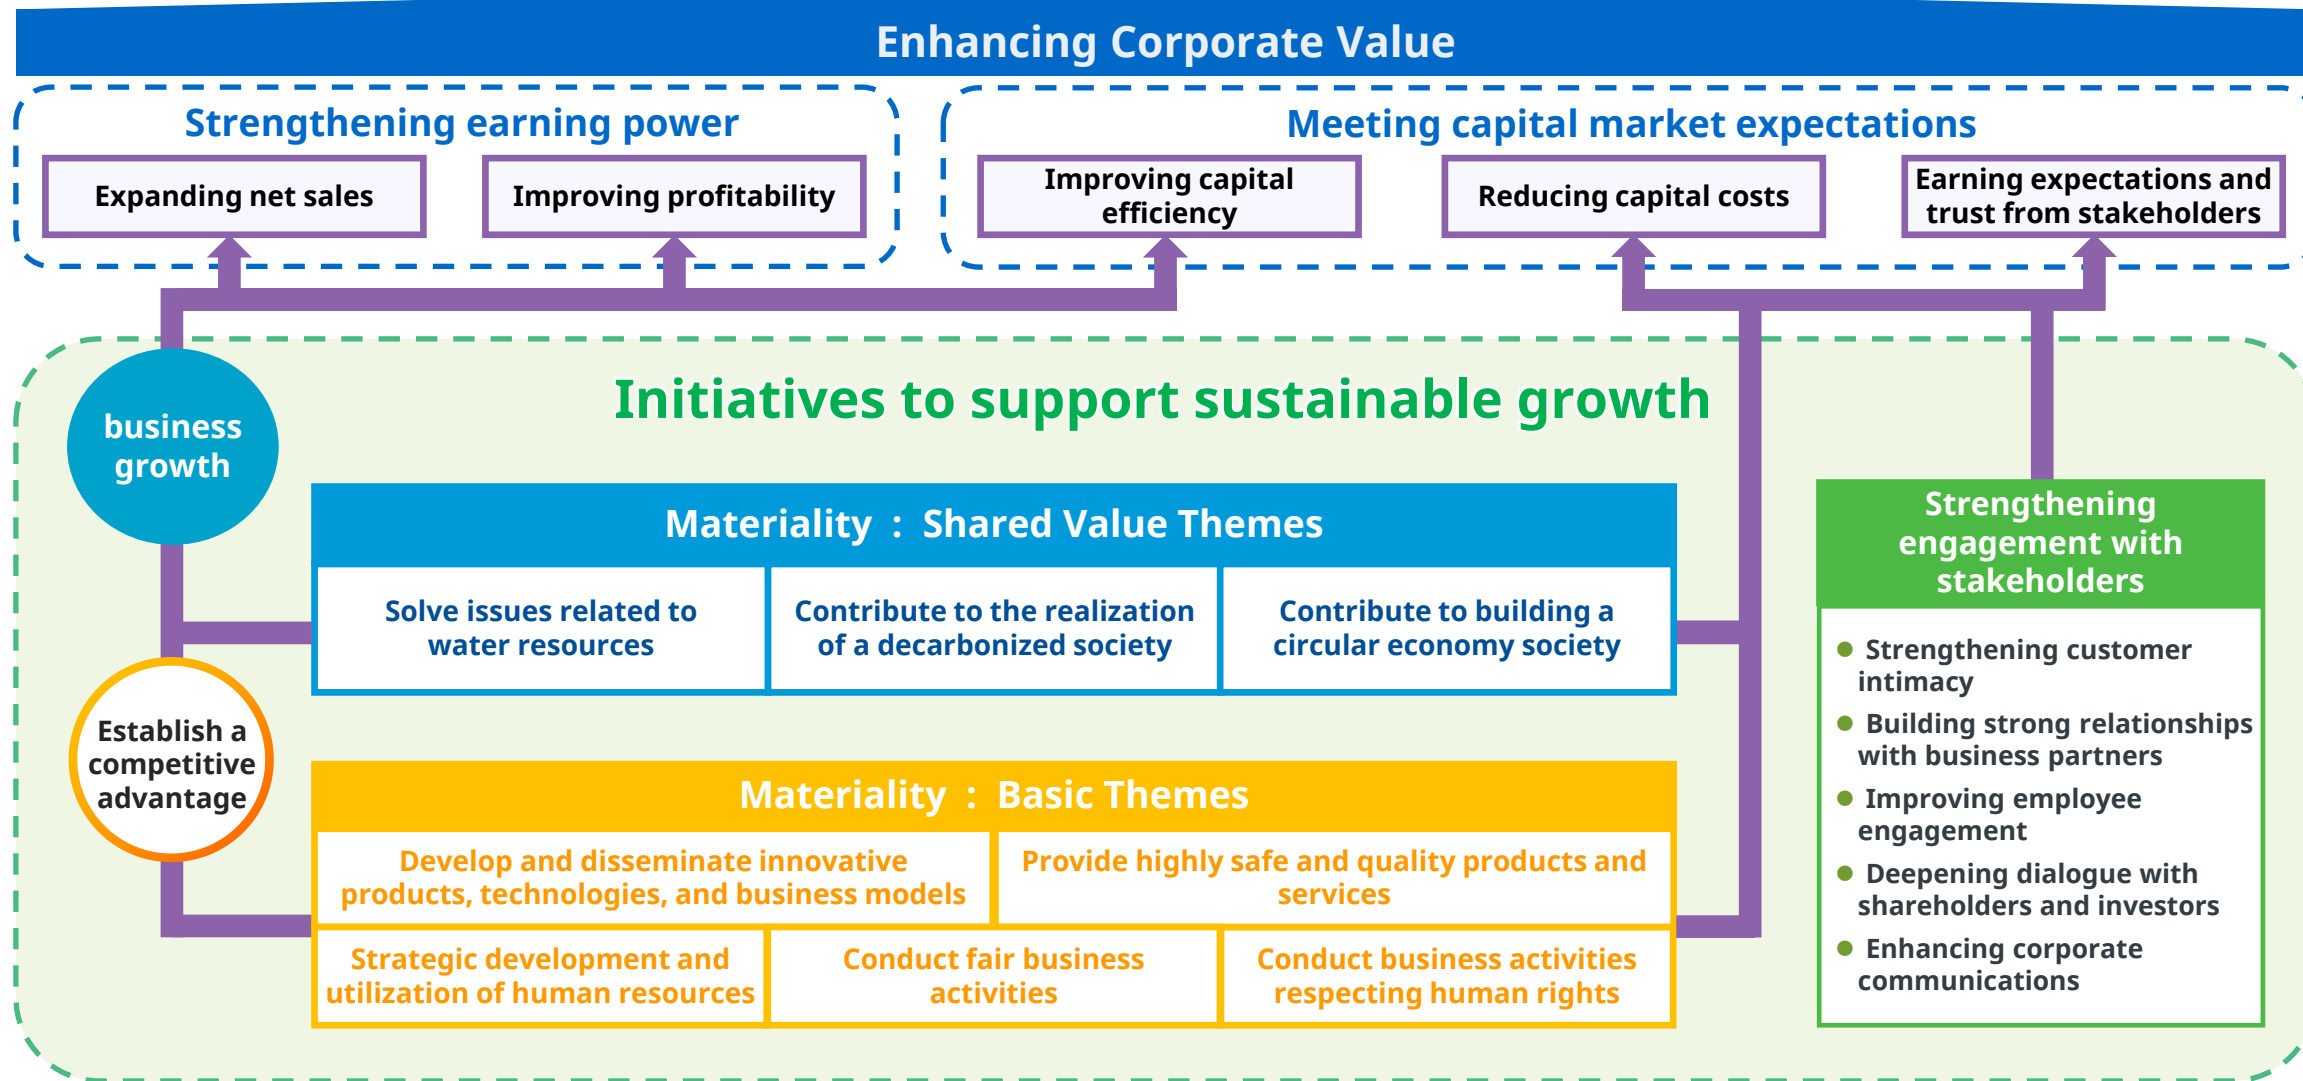 Enhancing Corporate Value
Strengthening earning power
Meeting capital market expectations
Expanding net sales
Improving profitability
Improving capital
efficiency
Reducing capital costs
Earning expectations and
trust from stakeholders
Initiatives to support sustainable growth
business
growth
Materiality : Shared Value Themes
Solve issues related to
water resources
Contribute to the realization
of a decarbonized society
Contribute to building a
circular economy society
Establish a
competitive
advantage
Materiality : Basic Themes
Develop and disseminate innovative
products, technologies, and business models
Provide highly safe and quality products and
services
Strategic development and
utilization of human resources
Conduct fair business
activities
Conduct business activities
respecting human rights
Strengthening
engagement with
stakeholders
● Strengthening customer
intimacy
● Building strong relationships
with business partners
● Improving employee
engagement
● Deepening dialogue with
shareholders and investors
● Enhancing corporate
communications